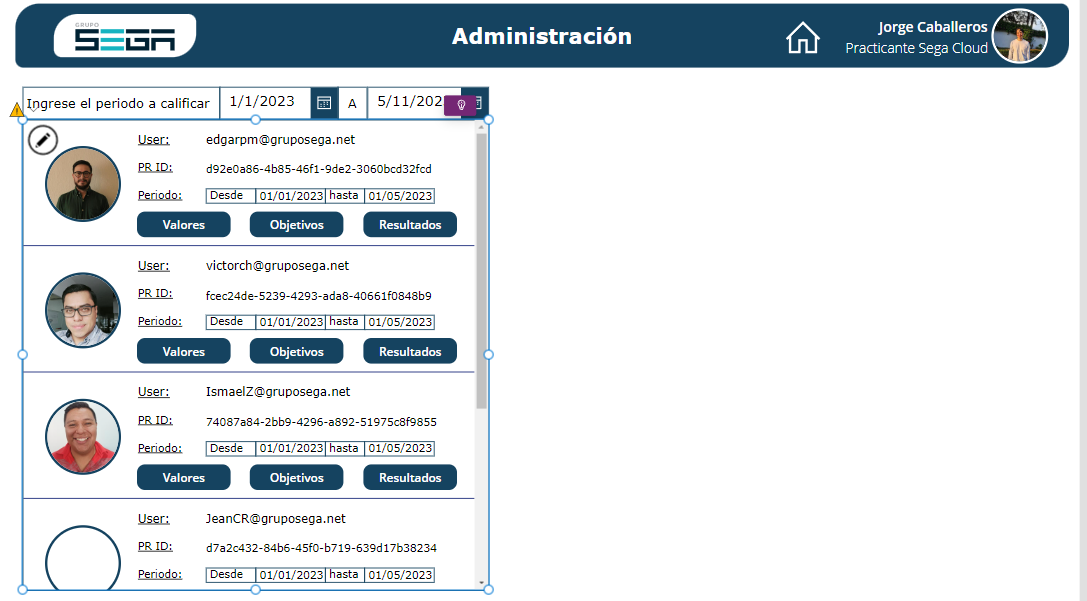 GRUPO
SEGA
Administración
Jorge Caballeros
Practicante Sega Cloud
Ingrese el periodo a calificar 1/1/2023 A 5/11/202
User: edgarpm@gruposega.net
PR ID: d92e0a86-4b85-46f1-9de2-3060bcd32fcd
Periodo: Desde 01/01/2023 hasta 01/05/2023
Valores Objetivos Resultados
User: victorch@gruposega.net
PR ID: fcec24de-5239-4293-ada8-40661f0848b9
Periodo: Desde 01/01/2023 hasta 01/05/2023
Valores Objetivos Resultados
User: IsmaelZ@gruposega.net
PR ID: 74087a84-2bb9-4296-a892-51975c8f9855
Periodo: Desde 01/01/2023 hasta 01/05/2023
Valores Objetivos Resultados
User: JeanCR@gruposega.net
PR ID: d7a2c432-84b6-45f0-b719-639d17b38234
Periodo: Desde 01/01/2023 hasta 01/05/2023